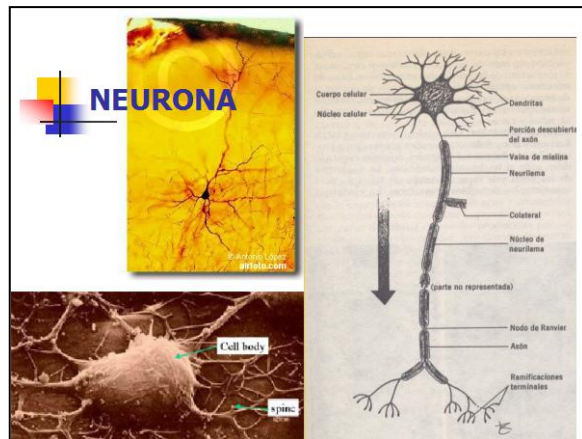 NEURONA
© Antonio López
airfoto.com
Cell body
spine
spine
Cuerpo celular
Núcleo celular
Dendritas
Porción descubierta
del axón
Vaina de mielina
Neurilema
Colateral
Núcleo de
neurilema
(parte no representada)
Nodo de Ranvier
Axón
Ramificaciones
terminales